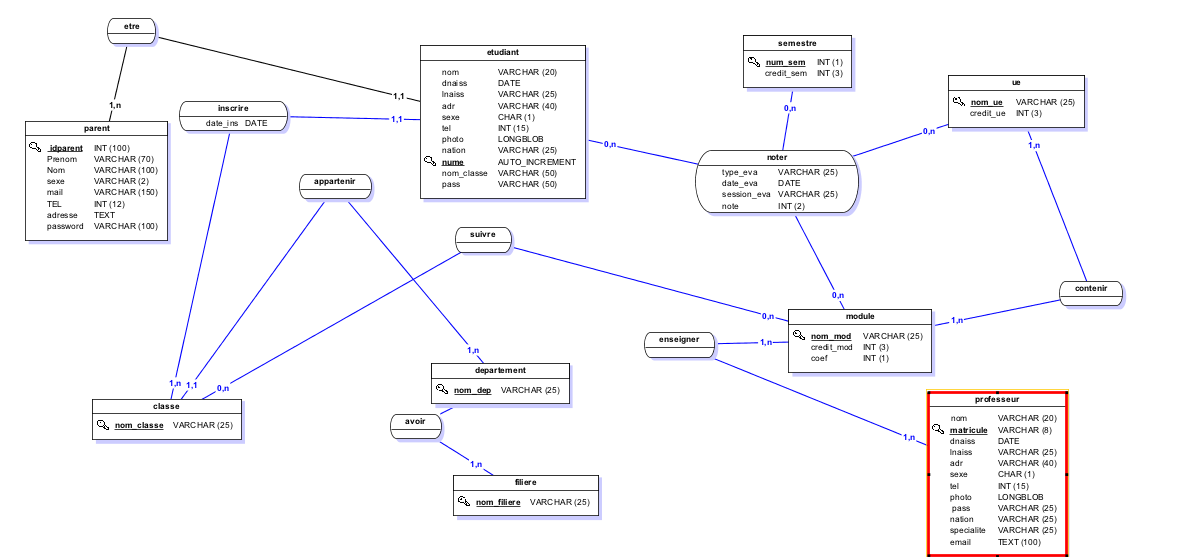 etre
1,n
1,1
parent
idparent INT (100)
Prenom VARCHAR (70)
Nom VARCHAR (100)
sexe VARCHAR (2)
mail VARCHAR (150)
TEL INT (12)
adresse TEXT
password VARCHAR (100)
inscrire
date_ins DATE
1,1
1,n
etudiant
nom VARCHAR (20)
dnaiss DATE
lnaiss VARCHAR (25)
adr VARCHAR (40)
sexe CHAR (1)
tel INT (15)
photo LONGBLOB
nation VARCHAR (25)
nume AUTO_INCREMENT
nom_classe VARCHAR (50)
pass VARCHAR (50)
0,n
semestre
num_sem INT (1)
credit_sem INT (3)
0,n
ue
nom_ue VARCHAR (25)
credit_ue INT (3)
0,n
1,n
noter
type_eva VARCHAR (25)
date_eva DATE
session_eva VARCHAR (25)
note INT (2)
0,n
appartenir
1,1
1,n
suivre
0,n
0,n
contenir
1,n
module
nom_mod VARCHAR (25)
credit_mod INT (3)
coef INT (1)
enseigner
1,n
1,n
departement
nom_dep VARCHAR (25)
classe
nom_classe VARCHAR (25)
avoir
1,n
filiere
nom_filiere VARCHAR (25)
professeur
nom VARCHAR (20)
matricule VARCHAR (8)
dnaiss DATE
lnaiss VARCHAR (25)
adr VARCHAR (40)
sexe CHAR (1)
tel INT (15)
photo LONGBLOB
pass VARCHAR (25)
nation VARCHAR (25)
specialite VARCHAR (25)
email TEXT (100)